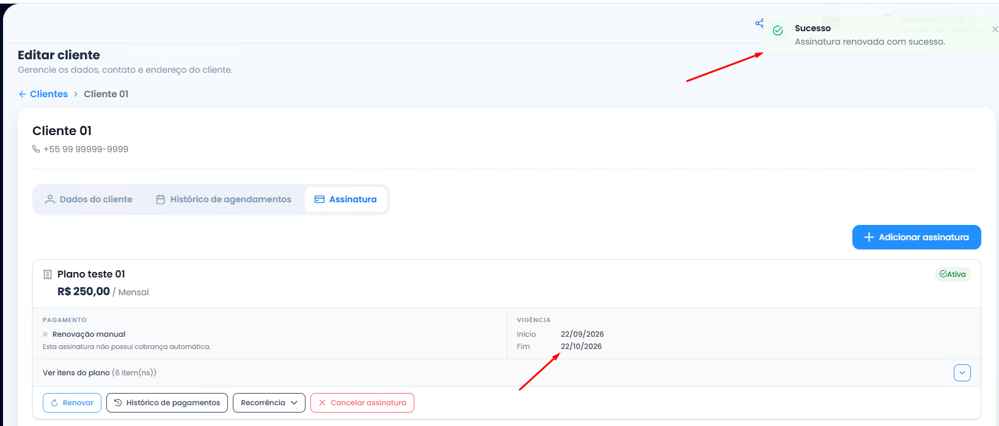 Sucesso
Assinatura renovada com sucesso.
Editar cliente
Gerencie os dados, contato e endereço do cliente.
← Clientes > Cliente 01
Cliente 01
+55 99 99999-9999
Dados do cliente Histórico de agendamentos Assinatura
+ Adicionar assinatura
Plano teste 01
Ativa
R$ 250,00 / Mensal
PAGAMENTO
Renovação manual
Esta assinatura não possui cobrança automática.
VIGÊNCIA
Início 22/09/2026
Fim 22/10/2026
Ver itens do plano (6 item(ns))
Renovar Histórico de pagamentos Recorrência Cancelar assinatura